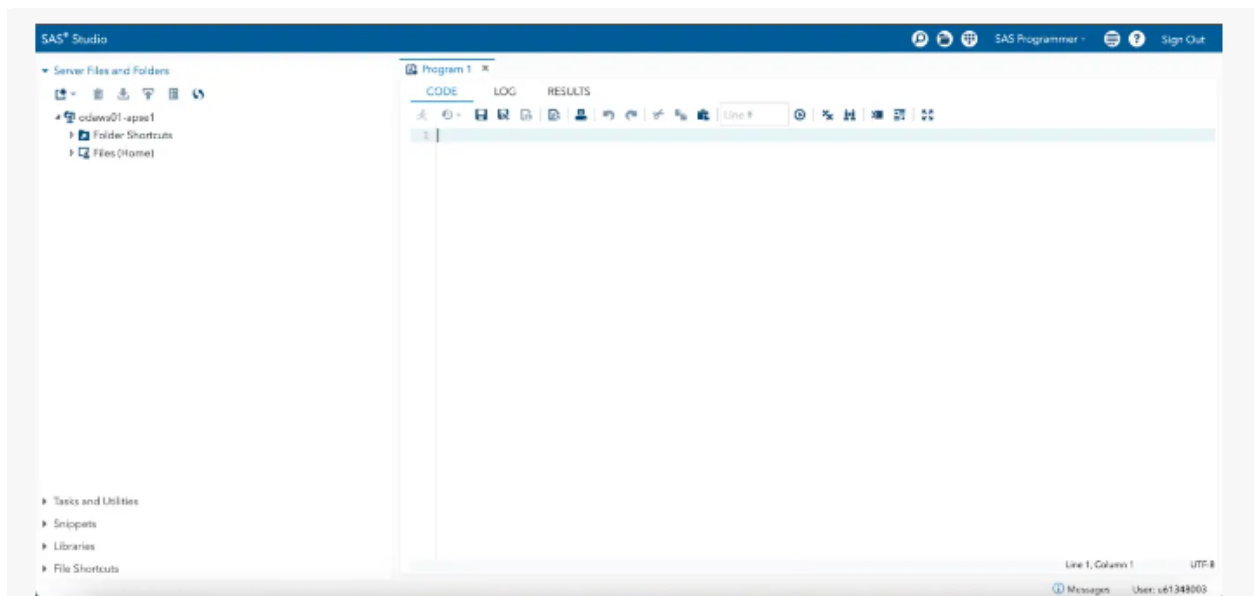 SAS® Studio
SAS Programmer
Sign Out
Server Files and Folders
odaws01-apse1
Folder Shortcuts
Files (Home)
Tasks and Utilities
Snippets
Libraries
File Shortcuts
Program 1
CODE LOG RESULTS
Line #
1
Line 1, Column 1
UTF-8
Messages
User: u61348003